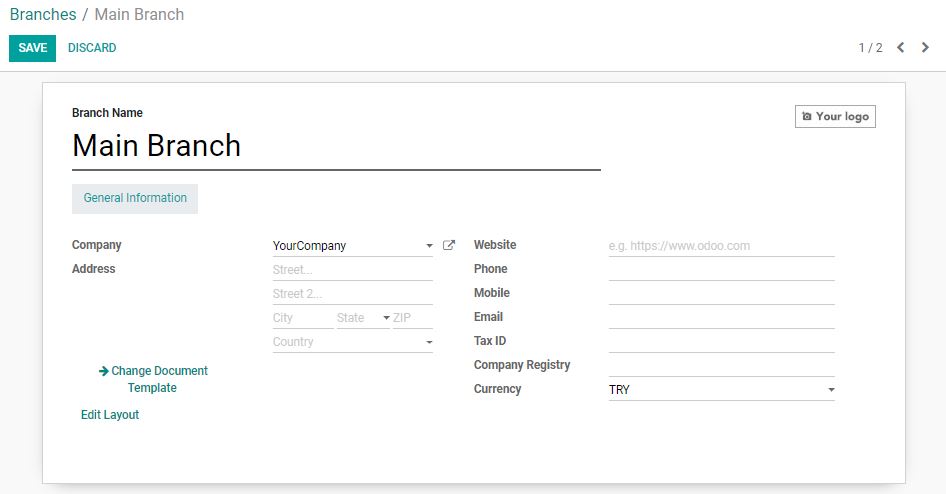 Branches / Main Branch
SAVE DISCARD 1 / 2
Branch Name
Your logo
Main Branch
General Information
Company YourCompany
Address Street...
Street 2...
City State ZIP
Country
Change Document
Template
Edit Layout
Website e.g. https://www.odoo.com
Phone
Mobile
Email
Tax ID
Company Registry
Currency TRY